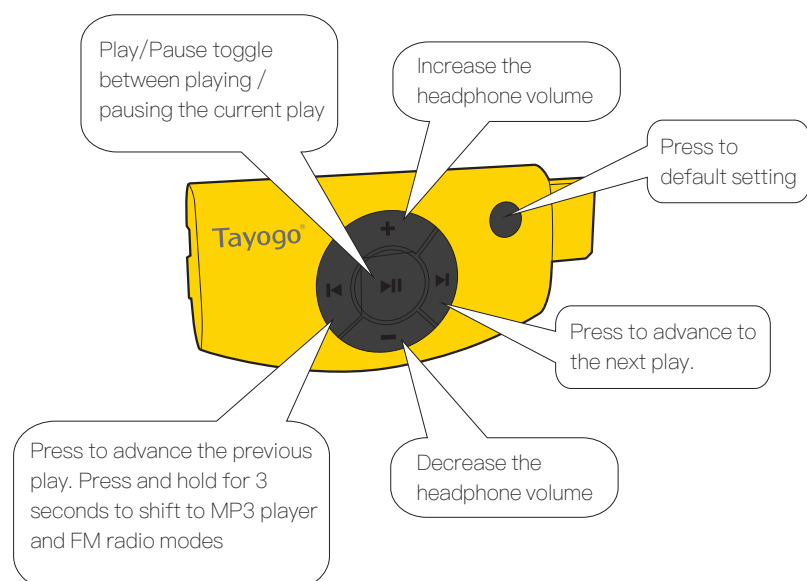 Play/Pause toggle
between playing /
pausing the current play
Increase the
headphone volume
Press to
default setting
Tayogo®
Press to advance to
the next play.
Press to advance the previous
play. Press and hold for 3
seconds to shift to MP3 player
and FM radio modes
Decrease the
headphone volume